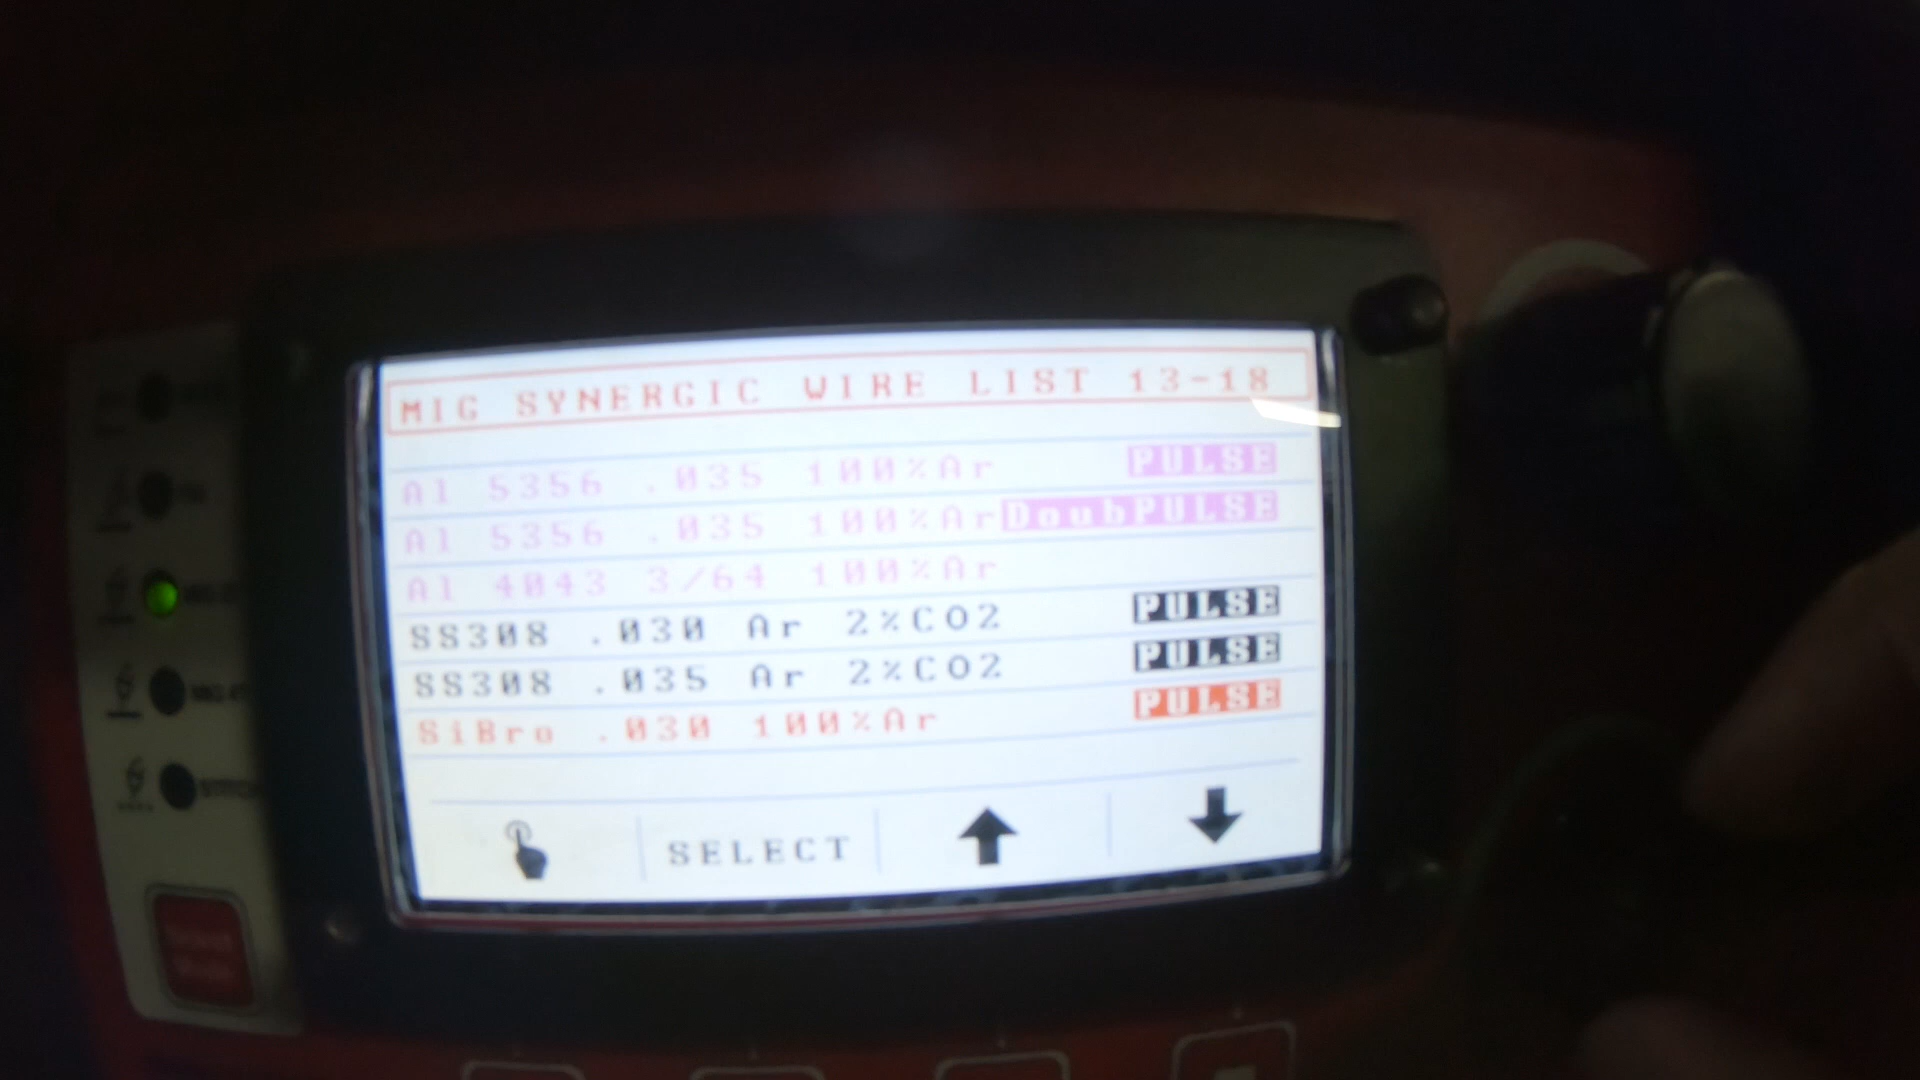 MIG SYNERGIC WIRE LIST 13-18
Al 5356 .035 100%Ar PULSE
Al 5356 .035 100%Ar DoubPULSE
Al 4043 3/64 100%Ar
SS308 .030 Ar 2%CO2 PULSE
SS308 .035 Ar 2%CO2 PULSE
SiBro .030 100%Ar PULSE
SELECT